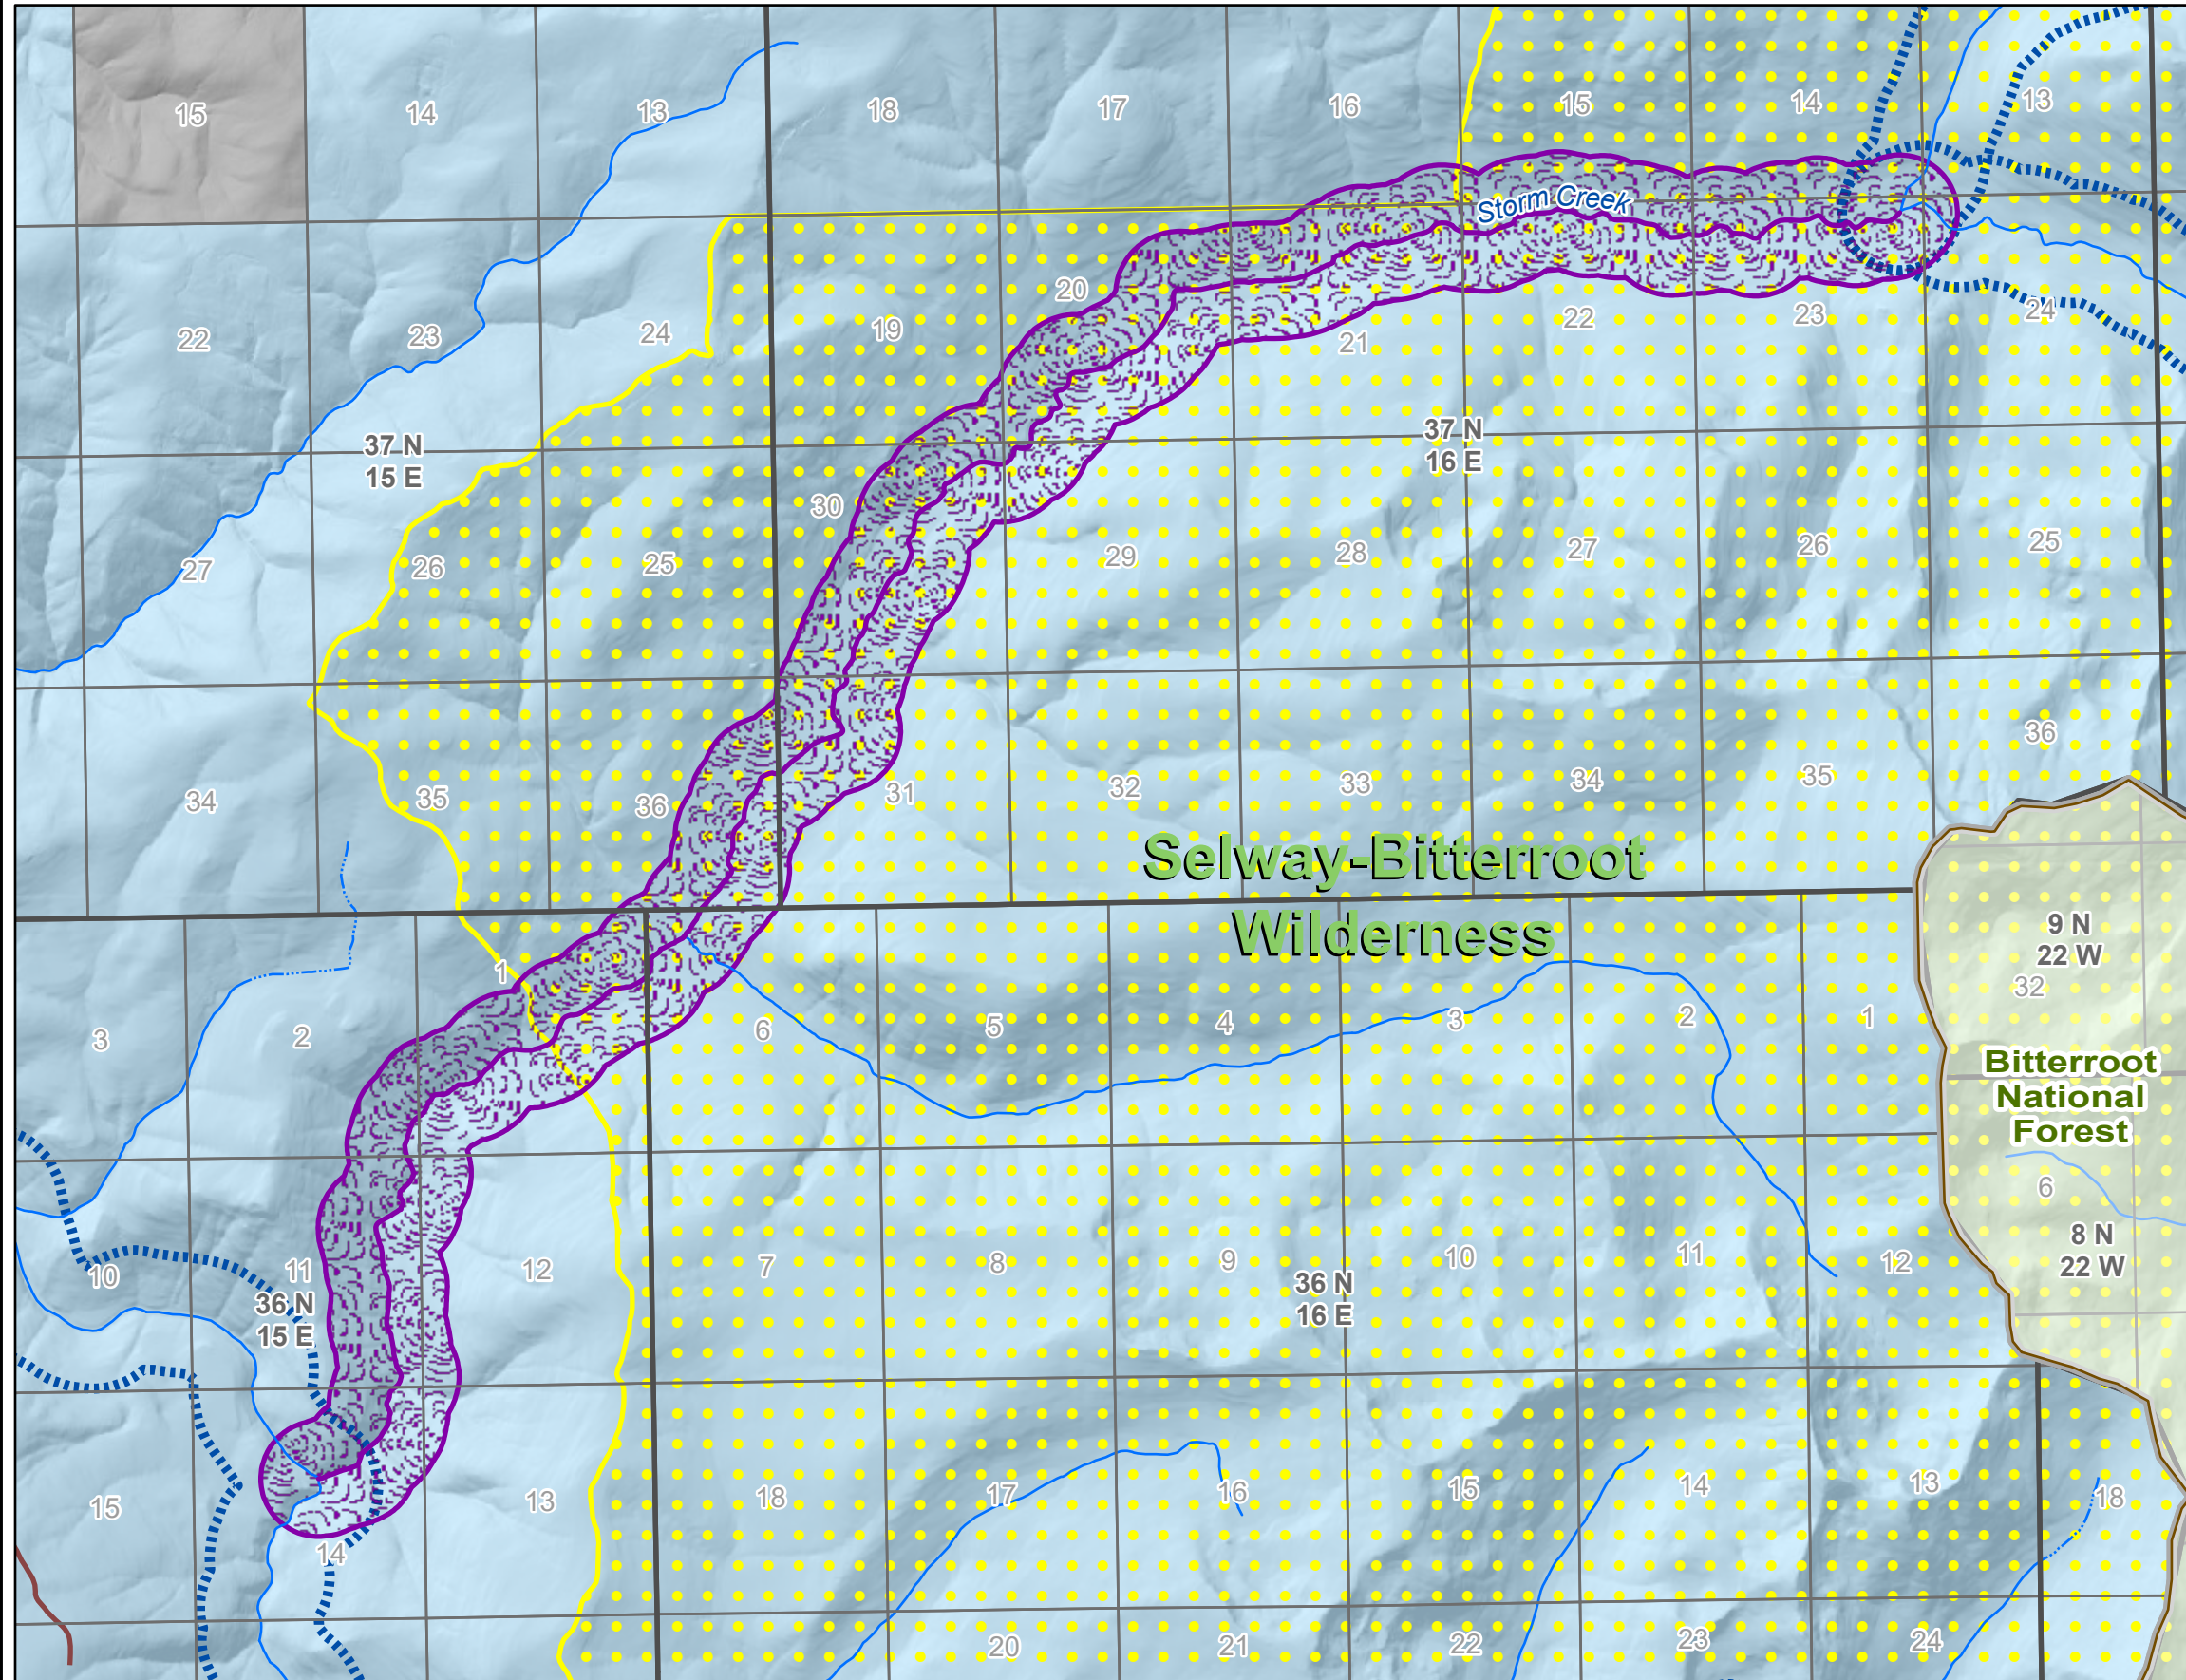 15 14 13 18 17 16 15 14 13
Storm Creek
22 23 24 19 20 21 22 23 24
37 N
15 E
37 N
16 E
27 26 25 30 29 28 27 26 25
34 35 36 31 32 33 34 35 36
Selway-Bitterroot
Wilderness
9 N
22 W
32
3 2 1 6 5 4 3 2 1
Bitterroot
National
Forest
6
8 N
22 W
10 11 12 7 8 9 10 11 12
36 N
15 E
36 N
16 E
15 14 13 18 17 16 15 14 13 18
20 21 22 23 24